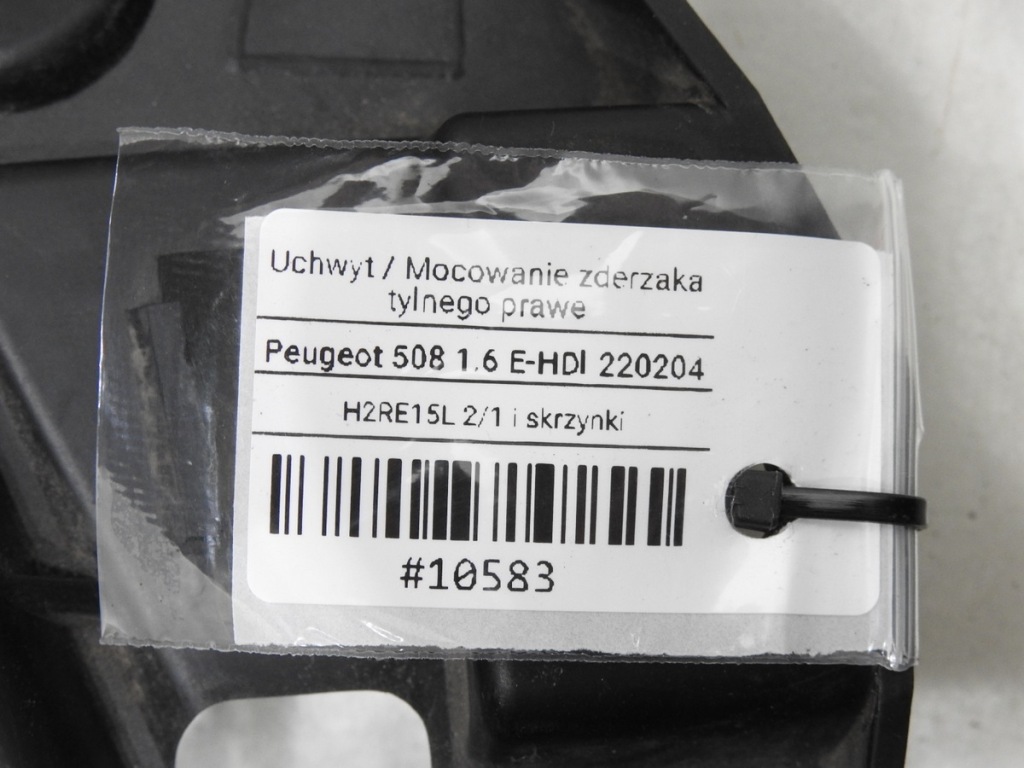 Uchwyt / Mocowanie zderzaka
tylnego prawe
Peugeot 508 1.6 E-HDI 220204
H2RE15L 2/1 i skrzynki
#10583